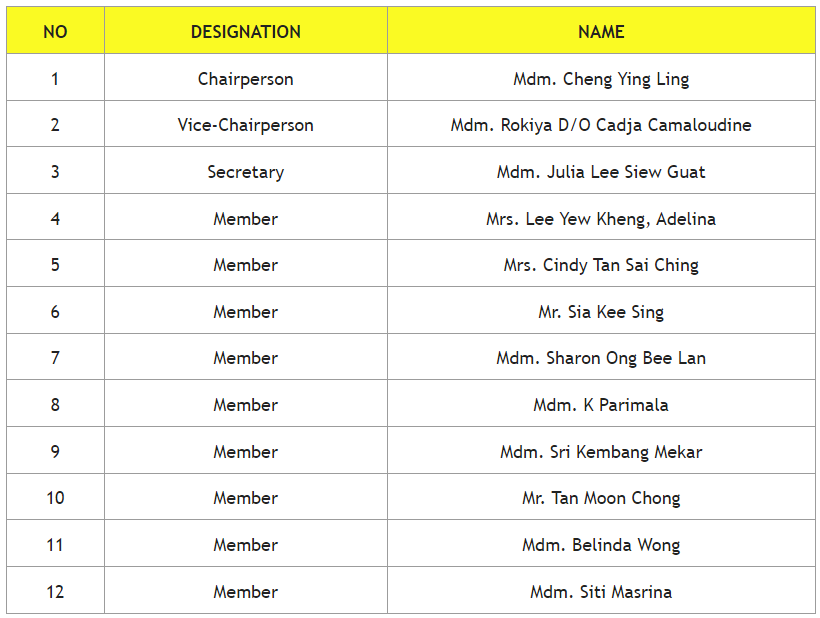 NO DESIGNATION NAME
1 Chairperson Mdm. Cheng Ying Ling
2 Vice-Chairperson Mdm. Rokiya D/O Cadja Camaloudine
3 Secretary Mdm. Julia Lee Siew Guat
4 Member Mrs. Lee Yew Kheng, Adelina
5 Member Mrs. Cindy Tan Sai Ching
6 Member Mr. Sia Kee Sing
7 Member Mdm. Sharon Ong Bee Lan
8 Member Mdm. K Parimala
9 Member Mdm. Sri Kembang Mekar
10 Member Mr. Tan Moon Chong
11 Member Mdm. Belinda Wong
12 Member Mdm. Siti Masrina